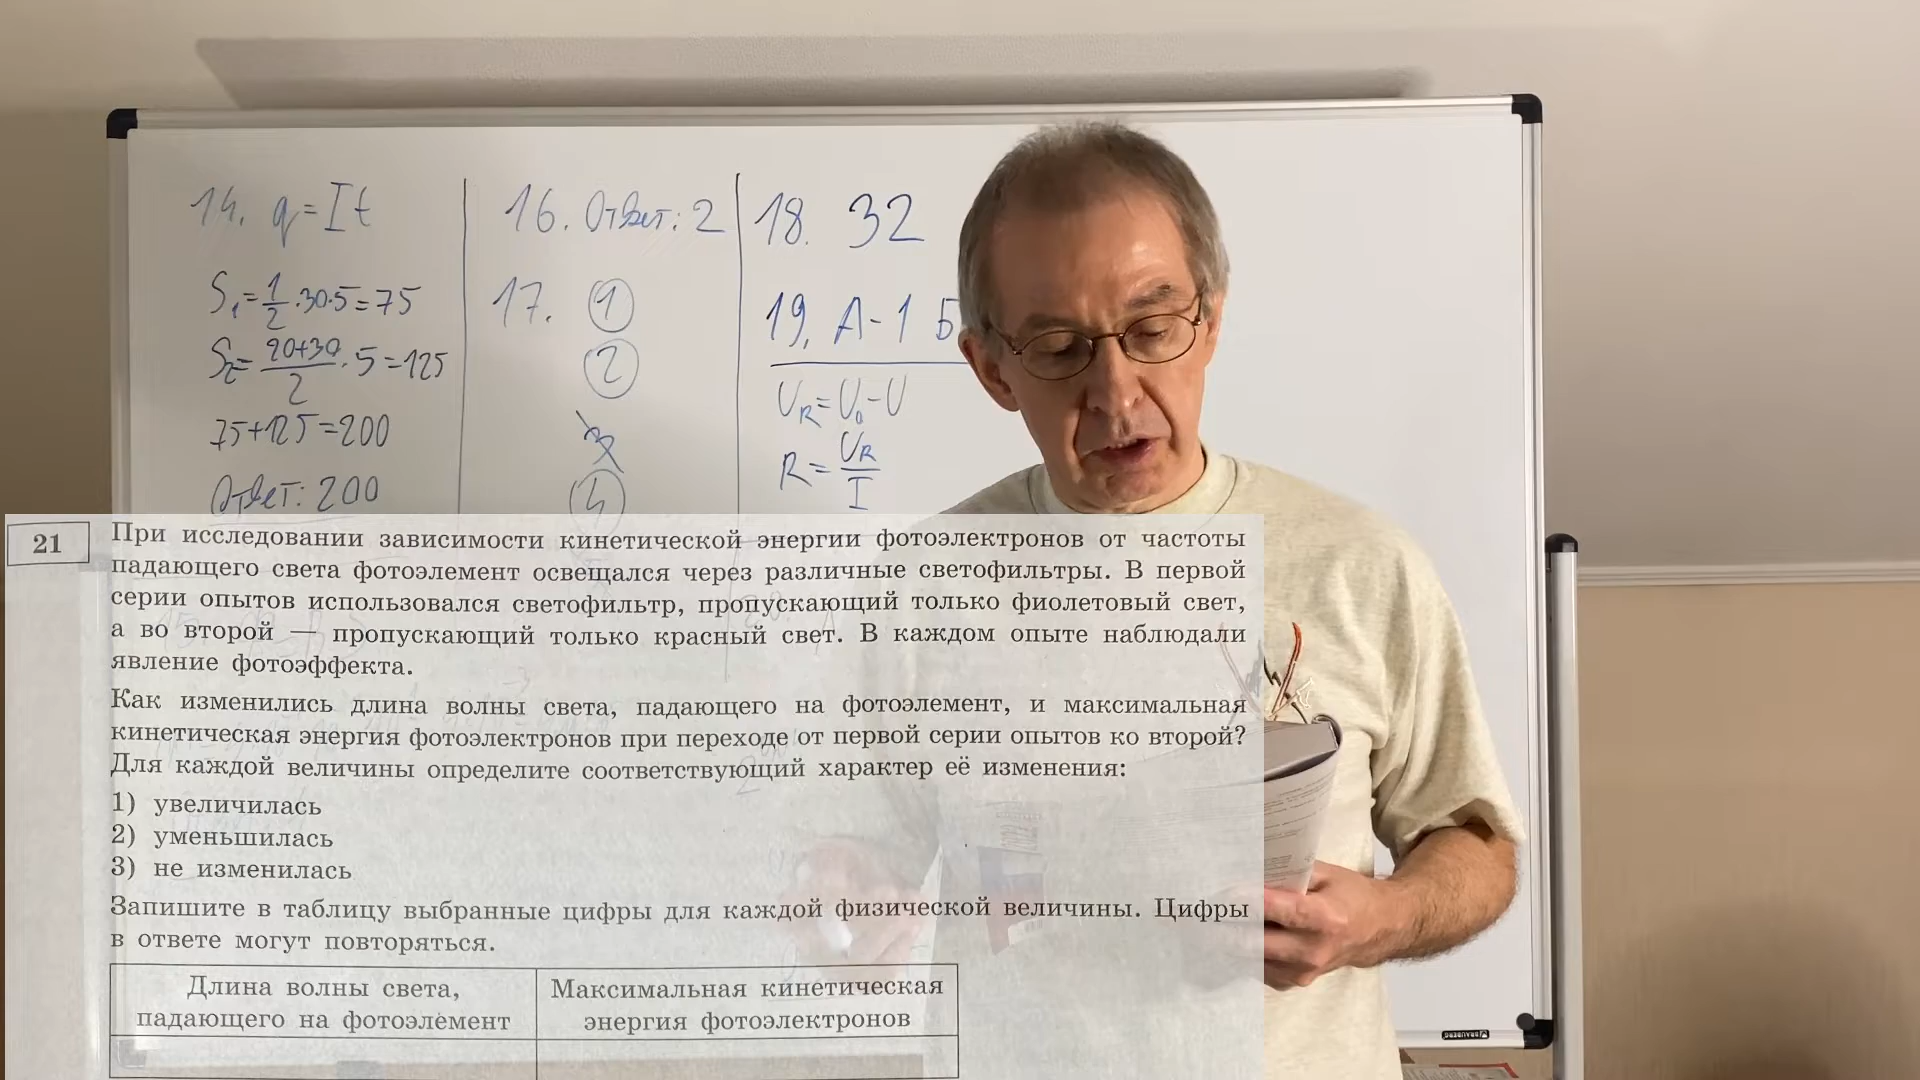 14. q=It
S₁=1/2·30·5=75
S₂=20+30/2·5=125
75+125=200
Ответ: 200
16. Ответ: 2
17. 1
2
3
4
18. 32
19. А-1 Б
U_R=U₀-U
R=U_R/I
21
При исследовании зависимости кинетической энергии фотоэлектронов от частоты
падающего света фотоэлемент освещался через различные светофильтры. В первой
серии опытов использовался светофильтр, пропускающий только фиолетовый свет,
а во второй — пропускающий только красный свет. В каждом опыте наблюдали
явление фотоэффекта.
Как изменились длина волны света, падающего на фотоэлемент, и максимальная
кинетическая энергия фотоэлектронов при переходе от первой серии опытов ко второй?
Для каждой величины определите соответствующий характер её изменения:
1) увеличилась
2) уменьшилась
3) не изменилась
Запишите в таблицу выбранные цифры для каждой физической величины. Цифры
в ответе могут повторяться.
Длина волны света,
падающего на фотоэлемент
Максимальная кинетическая
энергия фотоэлектронов
BRAUBERG